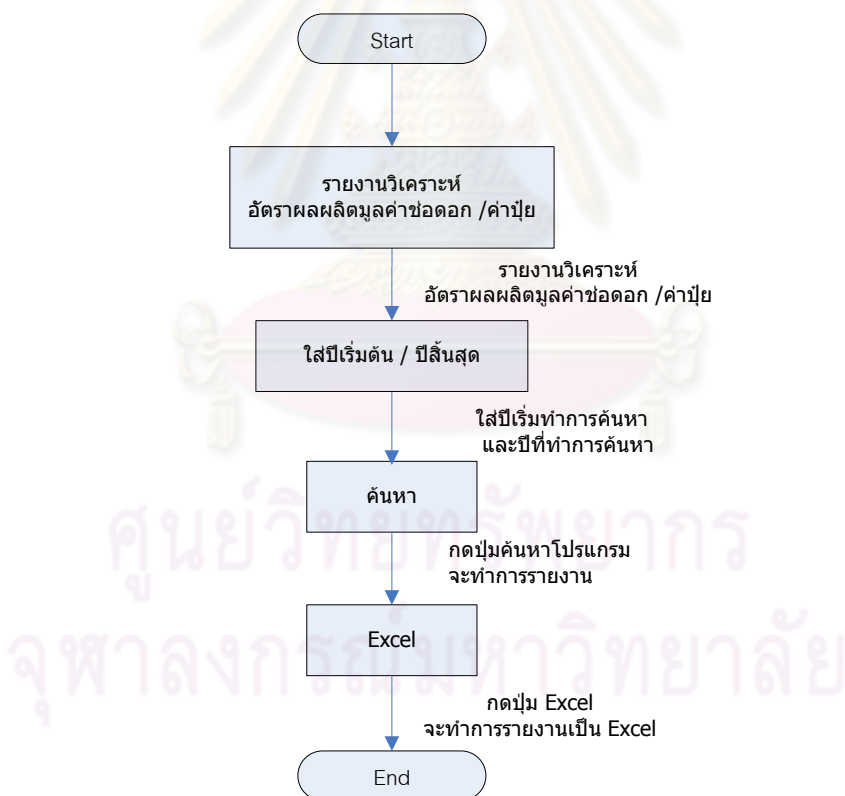 Start
รายงานวิเคราะห์
อัตราผลผลิตมูลค่าช่อดอก /ค่าปุ๋ย
รายงานวิเคราะห์
อัตราผลผลิตมูลค่าช่อดอก /ค่าปุ๋ย
ใส่ปีเริ่มต้น / ปีสิ้นสุด
ใส่ปีเริ่มทำการค้นหา
และปีที่ทำการค้นหา
ค้นหา
ศูนย์วิทยทรัพยากร
กดปุ่มค้นหาโปรแกรม
จะทำการรายงาน
Excel
จุฬาลงกรณ์มหาวิทยาลัย
กดปุ่ม Excel
จะทำการรายงานเป็น Excel
End